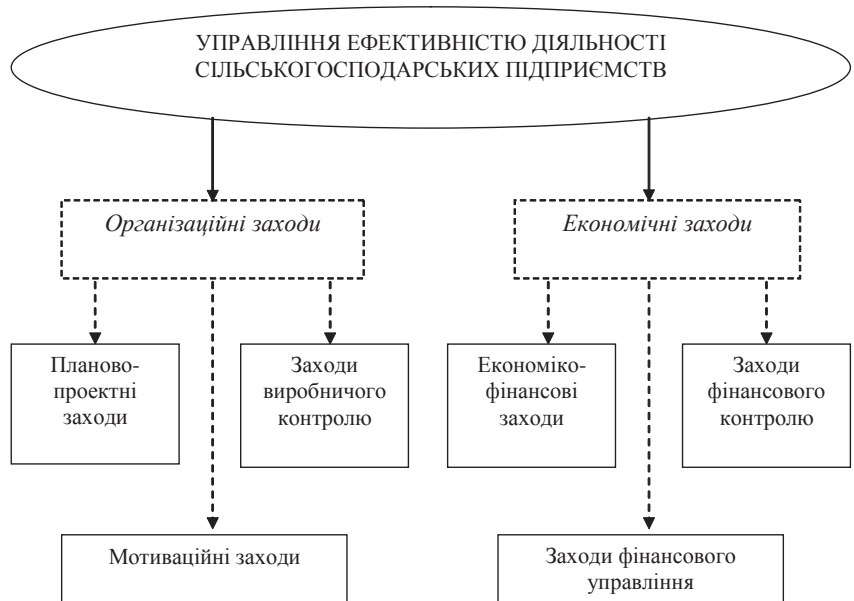 УПРАВЛІННЯ ЕФЕКТИВНІСТЮ ДІЯЛЬНОСТІ
СІЛЬСЬКОГОСПОДАРСЬКИХ ПІДПРИЄМСТВ
Організаційні заходи
Економічні заходи
Планово-
проектні
заходи
Заходи
виробничого
контролю
Економіко-
фінансові
заходи
Заходи
фінансового
контролю
Мотиваційні заходи
Заходи фінансового
управління